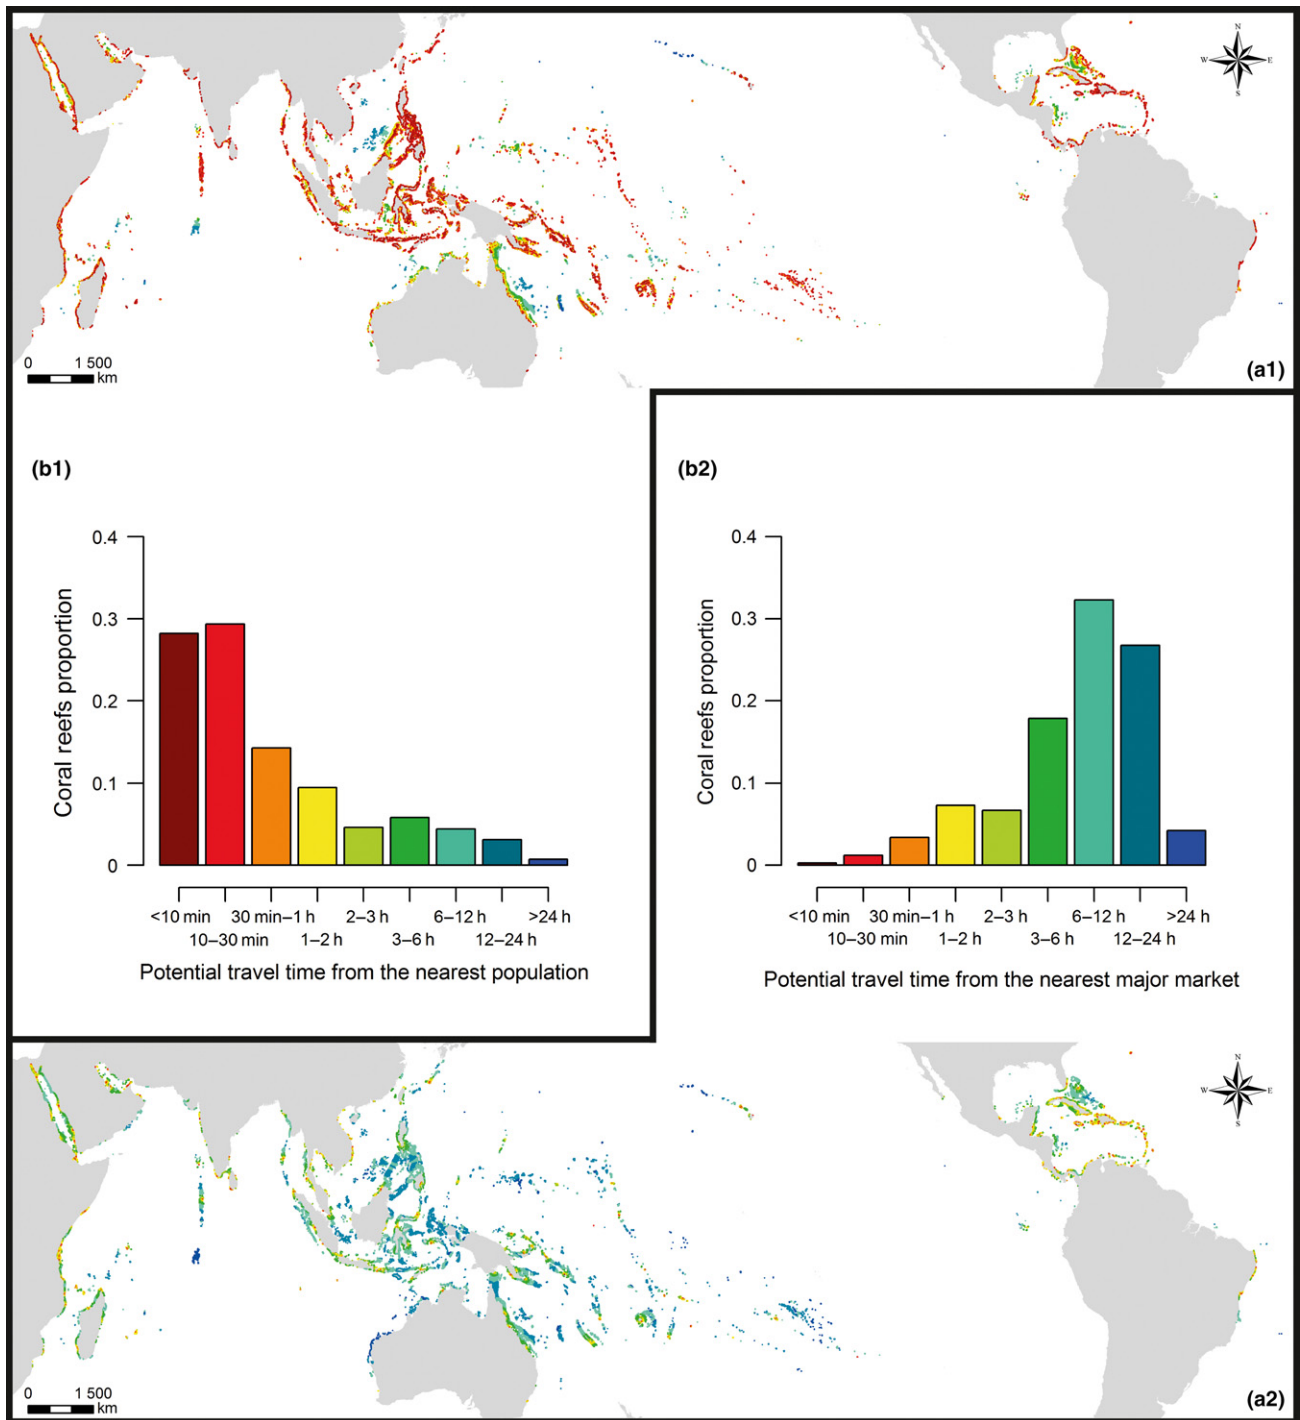 N
W E
S
0 1 500
km
(a1)
(b1)
0.4
0.3
0.2
0.1
0
Coral reefs proportion
<10 min 30 min–1 h 2–3 h 6–12 h >24 h
10–30 min 1–2 h 3–6 h 12–24 h
Potential travel time from the nearest population
(b2)
0.4
0.3
0.2
0.1
0
Coral reefs proportion
<10 min 30 min–1 h 2–3 h 6–12 h >24 h
10–30 min 1–2 h 3–6 h 12–24 h
Potential travel time from the nearest major market
N
W E
S
0 1 500
km
(a2)